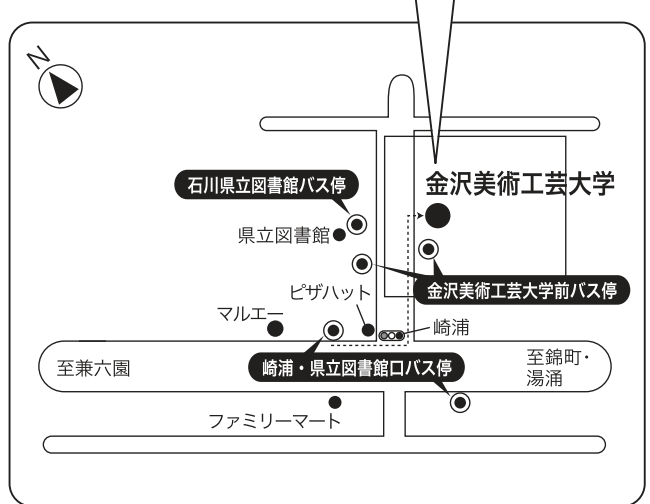 N
金沢美術工芸大学
石川県立図書館バス停
県立図書館
金沢美術工芸大学前バス停
ピザハット
マルエー
崎浦
至兼六園
崎浦・県立図書館口バス停
至錦町・
湯涌
ファミリーマート